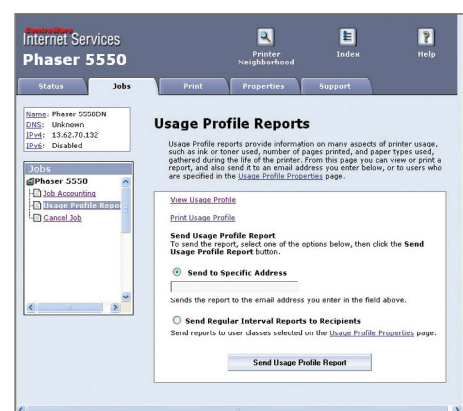 CentreWare
Internet Services
Phaser 5550
Printer
Neighborhood
Index
Help
Status
Jobs
Print
Properties
Support
Name: Phaser 5550DN
DNS: Unknown
IPv4: 13.62.70.132
IPv6: Disabled
Jobs
Phaser 5550
Job Accounting
Usage Profile Repor
Cancel Job
Usage Profile Reports
Usage Profile reports provide information on many aspects of printer usage,
such as ink or toner used, number of pages printed, and paper types used,
gathered during the life of the printer. From this page you can view or print a
report, and also send it to an email address you enter below, or to users who
are specified in the Usage Profile Properties page.
View Usage Profile
Print Usage Profile
Send Usage Profile Report
To send the report, select one of the options below, then click the Send
Usage Profile Report button.
Send to Specific Address
Sends the report to the email address you enter in the field above.
Send Regular Interval Reports to Recipients
Send reports to user classes selected on the Usage Profile Properties page.
Send Usage Profile Report